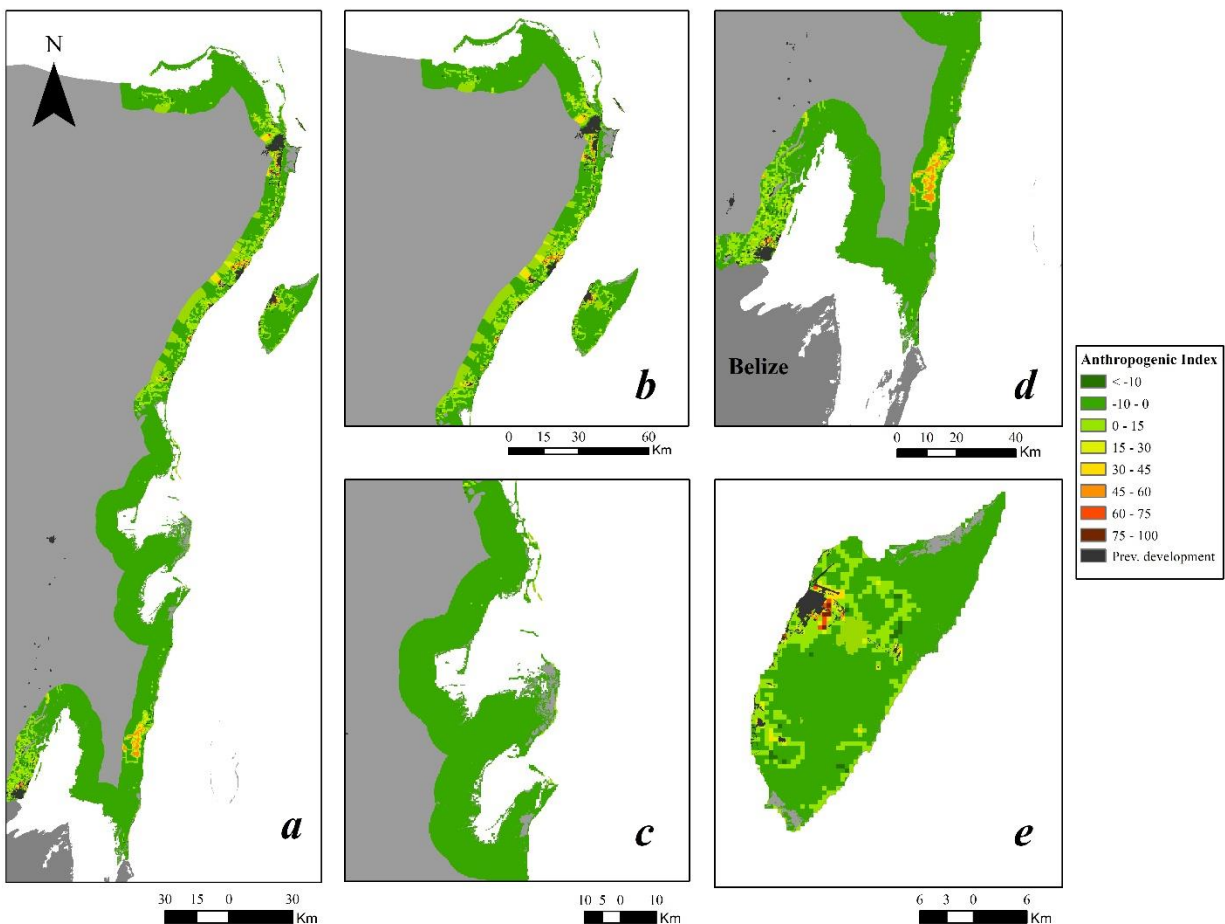 N
a
30 15 0 30
Km
b
0 15 30 60
Km
c
10 5 0 10
Km
Belize
d
0 10 20 40
Km
e
6 3 0 6
Km
Anthropogenic Index
< -10
-10 - 0
0 - 15
15 - 30
30 - 45
45 - 60
60 - 75
75 - 100
Prev. development